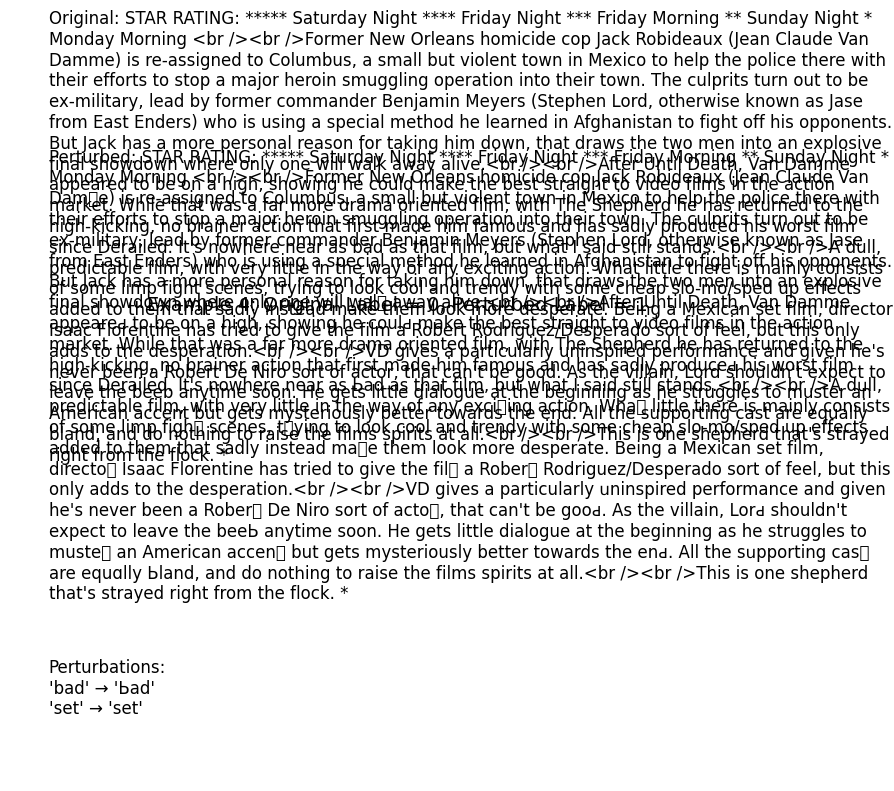 Original: STAR RATING: ***** Saturday Night **** Friday Night *** Friday Morning ** Sunday Night *
Monday Morning <br /><br />Former New Orleans homicide cop Jack Robideaux (Jean Claude Van
Damme) is re-assigned to Columbus, a small but violent town in Mexico to help the police there with
their efforts to stop a major heroin smuggling operation into their town. The culprits turn out to be
ex-military, lead by former commander Benjamin Meyers (Stephen Lord, otherwise known as Jase
from East Enders) who is using a special method he learned in Afghanistan to fight off his opponents.
But Jack has a more personal reason for taking him down, that draws the two men into an explosive
final showdown where only one will walk away alive.<br /><br />After Until Death, Van Damme
appeared to be on a high, showing he could make the best straight to video films in the action
market. While that was a far more drama oriented film, with The Shepherd he has returned to the
high-kicking, no brainer action that first made him famous and has sadly produced his worst film
since Derailed. It's nowhere near as bad as that film, but what I said still stands.<br /><br />A dull,
predictable film, with very little in the way of any exciting action. What little there is mainly consists
of some limp fight scenes, trying to look cool and trendy with some cheap slo-mo/sped up effects
added to them that sadly instead make them look more desperate. Being a Mexican set film, director
Isaac Florentine has tried to give the film a Robert Rodriguez/Desperado sort of feel, but this only
adds to the desperation.<br /><br />VD gives a particularly uninspired performance and given he's
never been a Robert De Niro sort of actor, that can't be good. As the villain, Lord shouldn't expect to
leave the beeb anytime soon. He gets little dialogue at the beginning as he struggles to muster an
American accent but gets mysteriously better towards the end. All the supporting cast are equally
bland, and do nothing to raise the films spirits at all.<br /><br />This is one shepherd that's strayed
right from the flock. *
Example 4: Original Label = 0, Perturbed Label =
Perturbed: STAR RATING: ***** Saturday Night **** Friday Night *** Friday Morning ** Sunday Night *
Monday Morning <br /><br />Former New Orleans homicide cop Jack Robideaux (Jean Claude Van
Dam□e) is re-assigned to Columbus, a small but violent town in Mexico to help the police there with
their efforts to stop a major heroin smuggling operation into their town. The culprits turn out to be
ex-military, lead by former commander Benjamin Meyers (Stephen Lord, otherwise known as Jase
from East Enders) who is using a special method he learned in Afghanistan to fight off his opponents.
But Jack has a more personal reason for taking him down, that draws the two men into an explosive
final showdown where only one will wal□ away alive.<br /><br />After Until Death, Van Damme
appeared to be on a high, showing he could make the best straight to video films in the action
market. While that was a far more drama oriented film, with The Shepherd he has returned to the
high-kicking, no brainer action that first made him famous and has sadly produceɹ his worst film
since Derailed. It's nowhere near as Ьad as that film, but what I said still stands.<br /><br />A dull,
predictable film, with very little in the way of any exci□ing action. Wha□ little there is mainly consists
of some limp figh□ scenes, t□ying to look cool and trendy with some cheap slo-mo/sped up effects
added to them that sadly instead ma□e them look more desperate. Being a Mexican set film,
directo□ Isaac Florentine has tried to give the fil□ a Rober□ Rodriguez/Desperado sort of feel, but this
only adds to the desperation.<br /><br />VD gives a particularly uninspired performance and given
he's never been a Rober□ De Niro sort of acto□, that can't be gooԁ. As the villain, Lorԁ shouldn't
expect to leaѵe the beeЬ anytime soon. He gets little dialogue at the beginning as he struggles to
muste□ an American accen□ but gets mysteriously better towards the enԁ. All the supporting cas□
are equɑlly Ьland, and do nothing to raise the films spirits at all.<br /><br />This is one shepherd
that's strayed right from the flock. *
Perturbations:
'bad' → 'Ьad'
'set' → 'set'